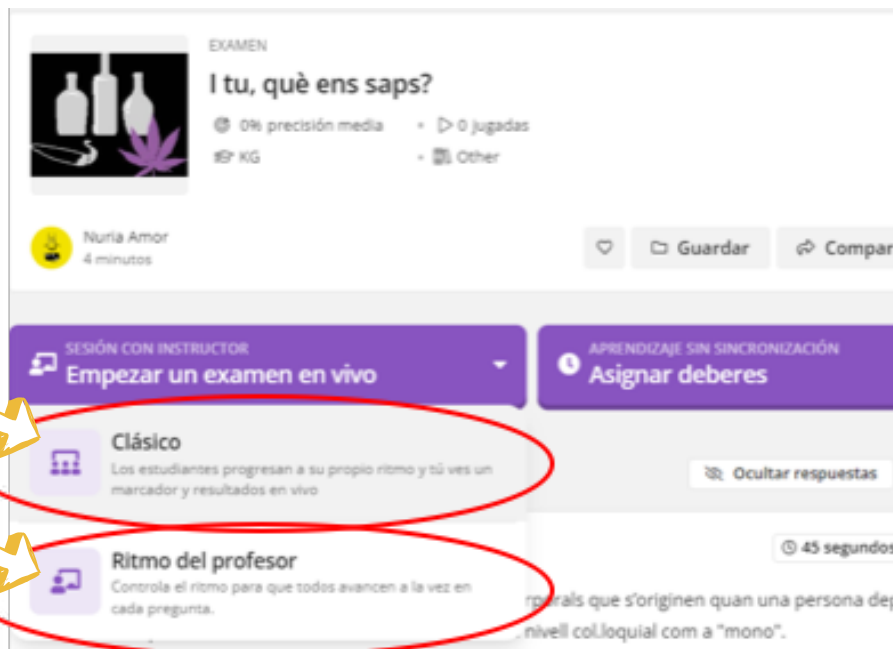 EXAMEN
I tu, què ens saps?
0% precisión media
0 jugadas
KG
Other
Nuria Amor
4 minutos
Guardar
Compar
SESIÓN CON INSTRUCTOR
Empezar un examen en vivo
APRENDIZAJE SIN SINCRONIZACIÓN
Asignar deberes
Clásico
Los estudiantes progresan a su propio ritmo y tú ves un
marcador y resultados en vivo
Ocultar respuestas
Ritmo del profesor
45 segundos
Controla el ritmo para que todos avancen a la vez en
cada pregunta.
que s'originen quan una persona dep
nivell col.loquial com a "mono".